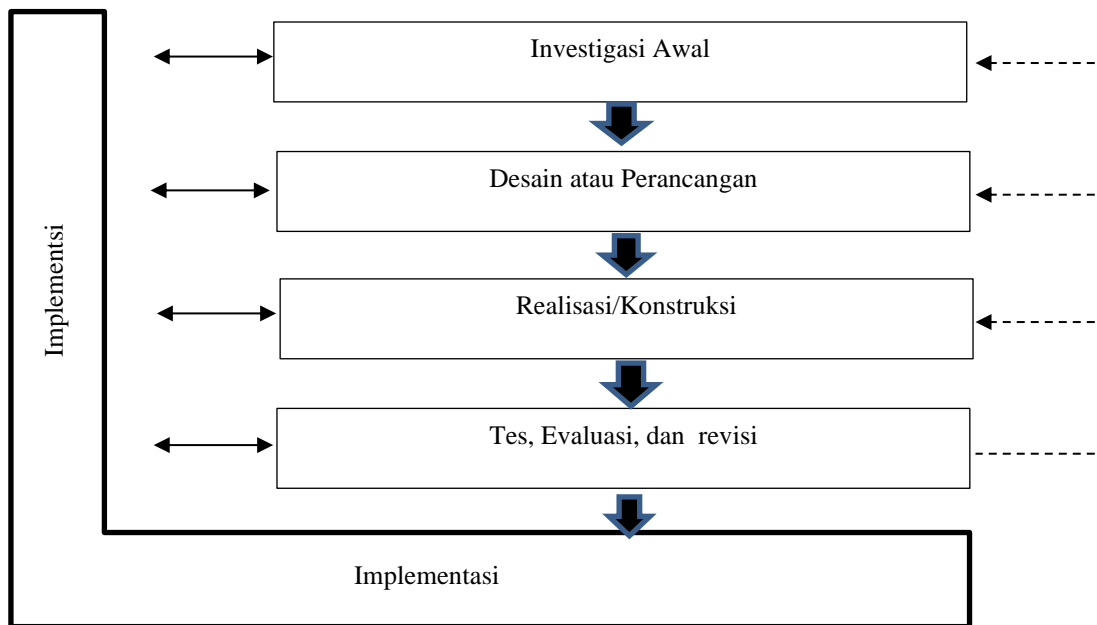 Investigasi Awal
Desain atau Perancangan
Realisasi/Konstruksi
Tes, Evaluasi, dan  revisi
Implementsi
Implementasi